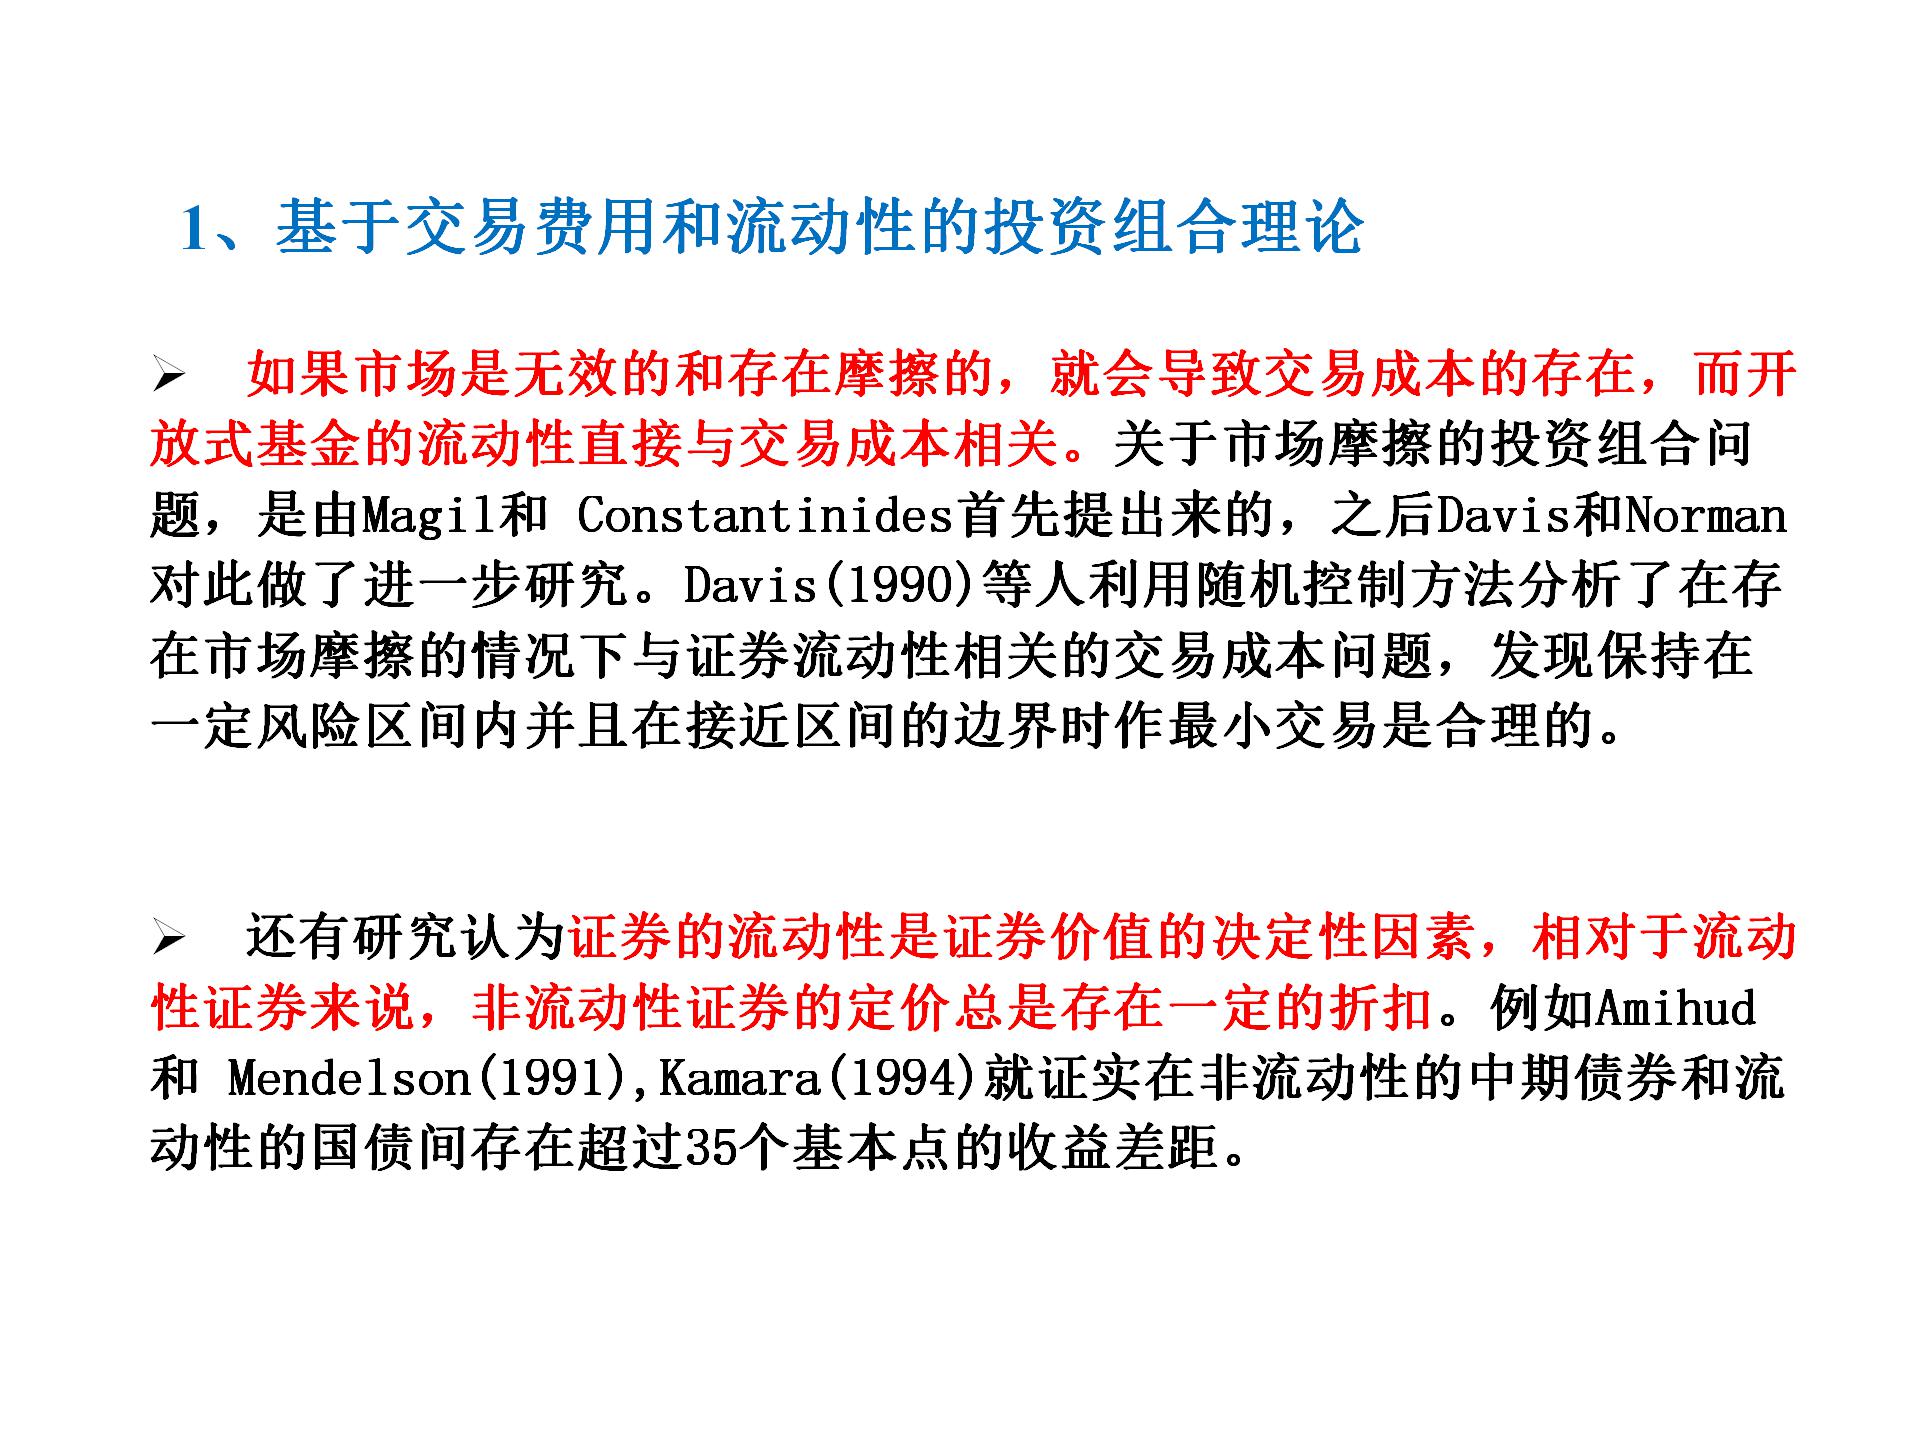 1、基于交易费用和流动性的投资组合理论
➢ 如果市场是无效的和存在摩擦的，就会导致交易成本的存在，而开
放式基金的流动性直接与交易成本相关。关于市场摩擦的投资组合问
题，是由Magil和 Constantinides首先提出来的，之后Davis和Norman
对此做了进一步研究。Davis(1990)等人利用随机控制方法分析了在存
在市场摩擦的情况下与证券流动性相关的交易成本问题，发现保持在
一定风险区间内并且在接近区间的边界时作最小交易是合理的。
➢ 还有研究认为证券的流动性是证券价值的决定性因素，相对于流动
性证券来说，非流动性证券的定价总是存在一定的折扣。例如Amihud
和 Mendelson(1991),Kamara(1994)就证实在非流动性的中期债券和流
动性的国债间存在超过35个基本点的收益差距。